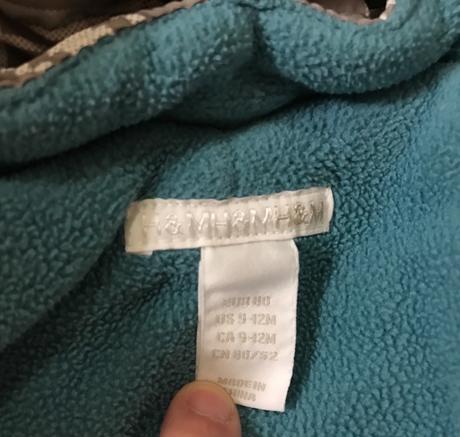 H&MH&MH&M
EUR 80
US 9-12M
CA 9-12M
CN 80/52
MADE IN
CHINA